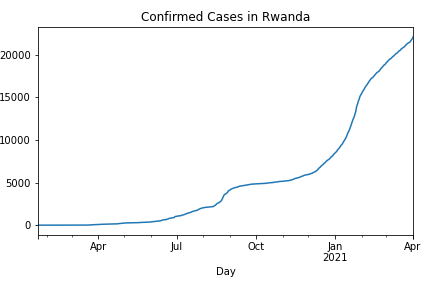 Confirmed Cases in Rwanda
20000
15000
10000
5000
0
Apr
Jul
Oct
Jan
2021
Apr
Day